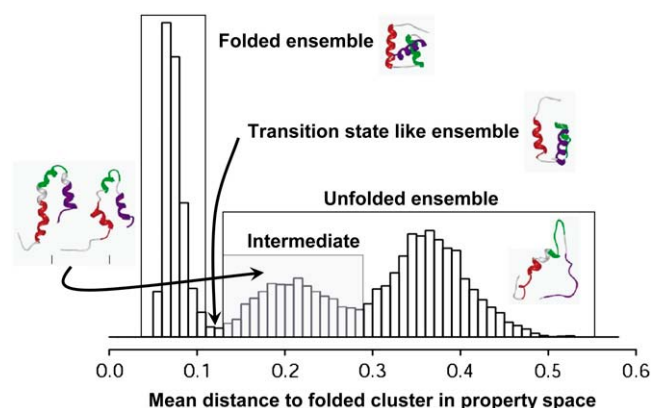 Folded ensemble
Transition state like ensemble
Unfolded ensemble
Intermediate
0.0 0.1 0.2 0.3 0.4 0.5 0.6
Mean distance to folded cluster in property space